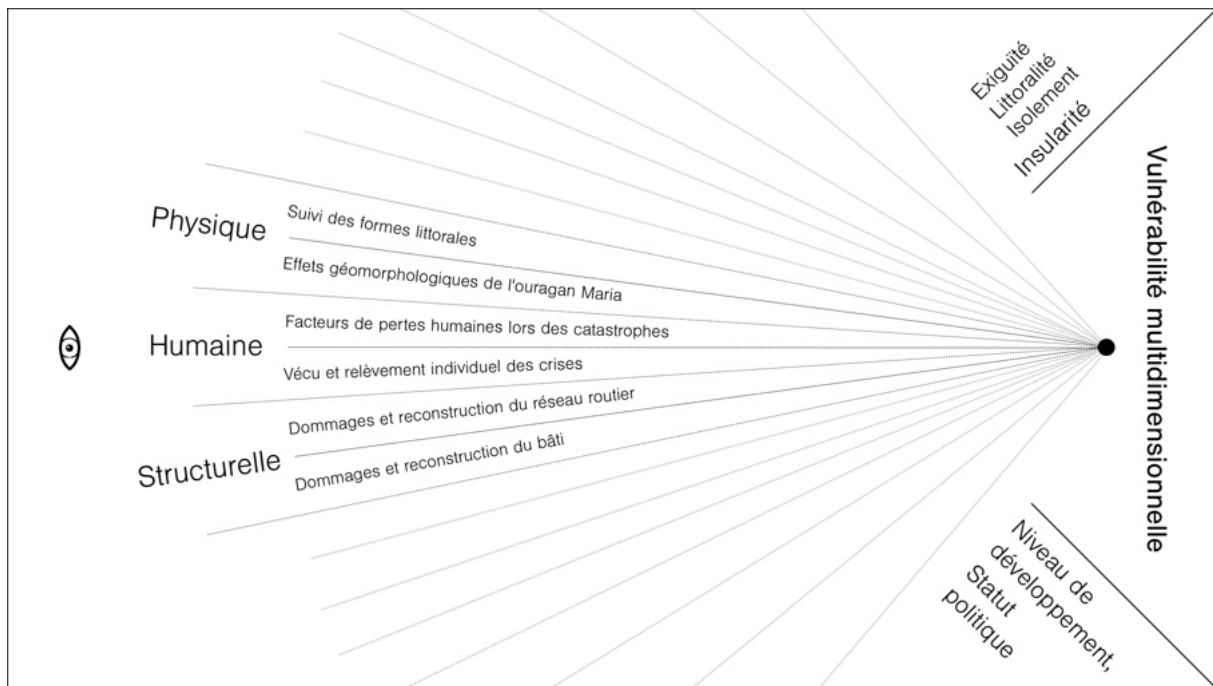 Physique
Suivi des formes littorales
Effets géomorphologiques de l'ouragan Maria
Humaine
Facteurs de pertes humaines lors des catastrophes
Vécu et relèvement individuel des crises
Structurelle
Dommages et reconstruction du réseau routier
Dommages et reconstruction du bâti
Exiguïté
Littoralité
Isolement
Insularité
Niveau de
développement,
Statut
politique
Vulnérabilité multidimensionnelle